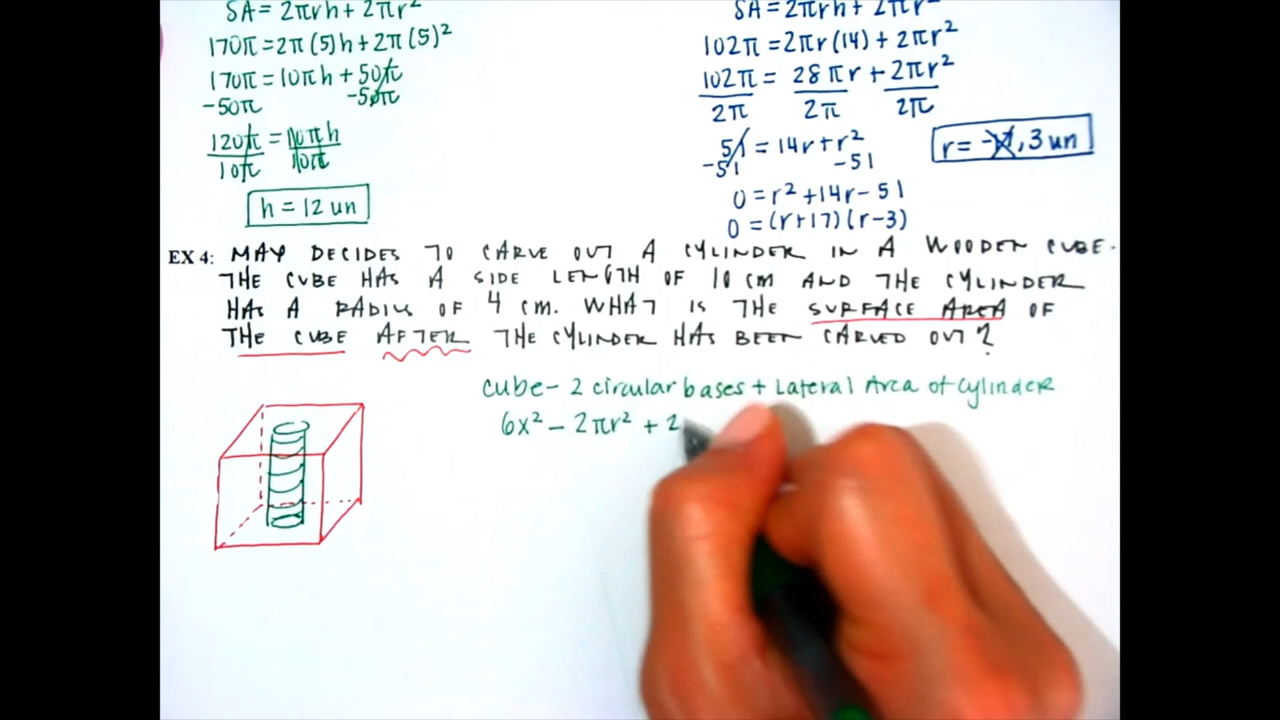 SA = 2πrh + 2πr²
170π = 2π(5)h + 2π(5)²
170π = 10πh + 50π
-50π -50π
120π = 10πh
10π 10π
h = 12 un
SA = 2πrh + 2πr²
102π = 2πr(14) + 2πr²
102π = 28πr + 2πr²
2π 2π 2π
51 = 14r + r²
-51 -51
0 = r² + 14r - 51
0 = (r+17)(r-3)
r = -17, 3 un
EX 4: MAY DECIDES TO CARVE OUT A CYLINDER IN A WOODEN CUBE.
THE CUBE HAS A SIDE LENGTH OF 10 CM AND THE CYLINDER
HAS A RADIUS OF 4 CM. WHAT IS THE SURFACE AREA OF
THE CUBE AFTER THE CYLINDER HAS BEEN CARVED OUT?
cube - 2 circular bases + Lateral Area of cylinder
6x² - 2πr² + 2